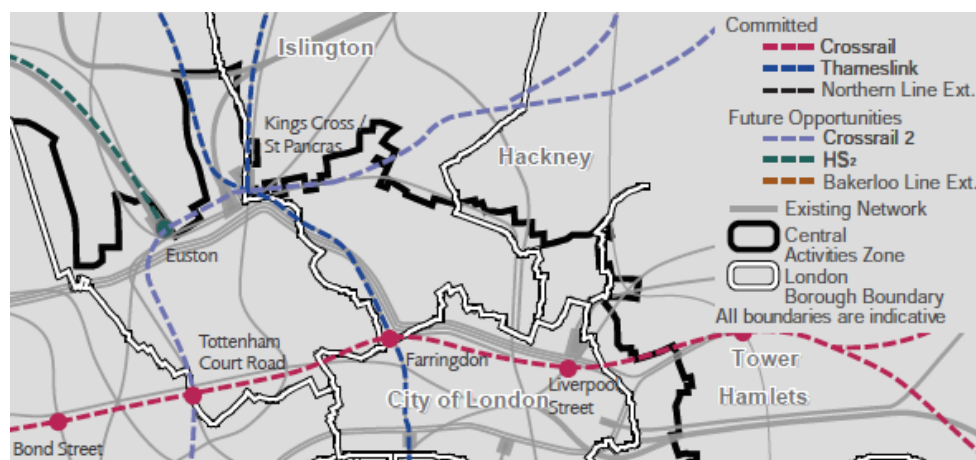 Islington
Kings Cross /
St Pancras
Hackney
Euston
Tottenham
Court Road
Farringdon
Liverpool
Street
City of London
Bond Street
Tower
Hamlets
Committed
Crossrail
Thameslink
Northern Line Ext.
Future Opportunities
Crossrail 2
HS2
Bakerloo Line Ext.
Existing Network
Central
Activities Zone
London
Borough Boundary
All boundaries are indicative